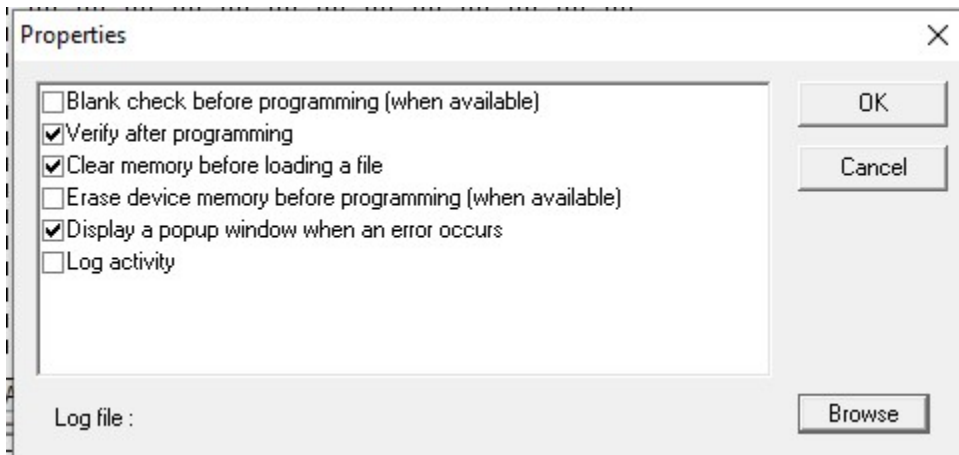 Properties
Blank check before programming (when available)
OK
Verify after programming
Clear memory before loading a file
Cancel
Erase device memory before programming (when available)
Display a popup window when an error occurs
Log activity
Log file :
Browse